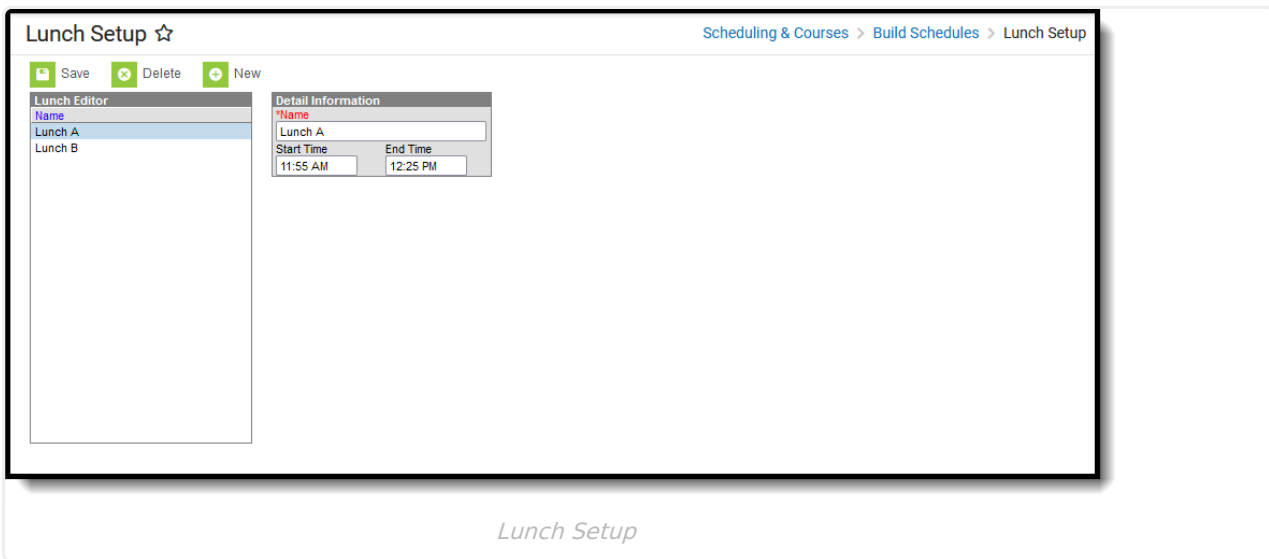 Lunch Setup ☆
Scheduling & Courses > Build Schedules > Lunch Setup
Save Delete New
Lunch Editor
Name
Lunch A
Lunch B
Detail Information
*Name
Lunch A
Start Time End Time
11:55 AM 12:25 PM
Lunch Setup